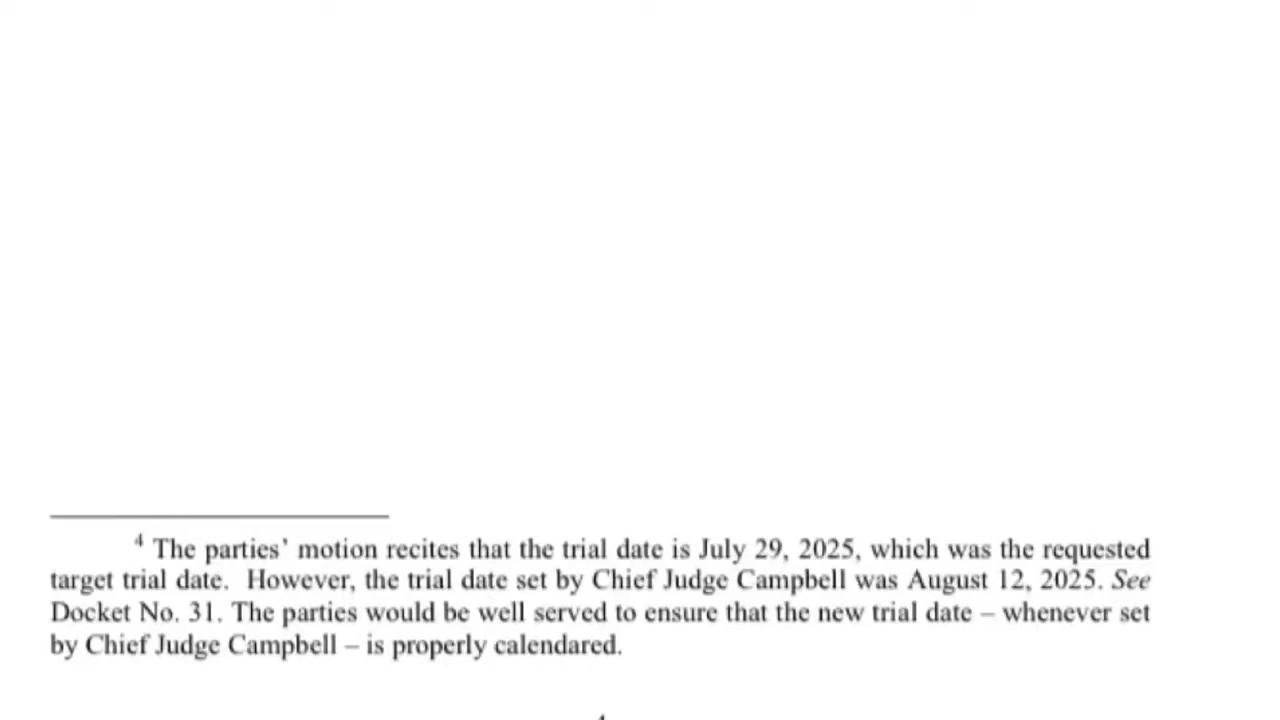 4 The parties’ motion recites that the trial date is July 29, 2025, which was the requested
target trial date. However, the trial date set by Chief Judge Campbell was August 12, 2025. See
Docket No. 31. The parties would be well served to ensure that the new trial date – whenever set
by Chief Judge Campbell – is properly calendared.